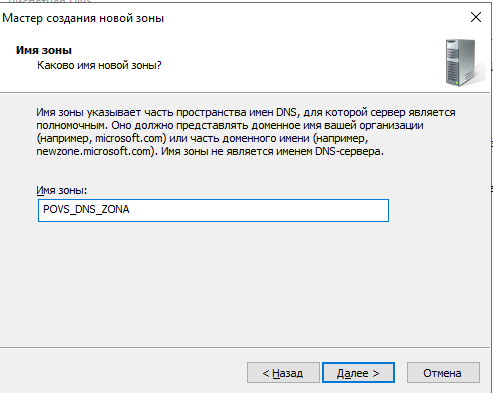 Мастер создания новой зоны
Имя зоны
Каково имя новой зоны?
Имя зоны указывает часть пространства имен DNS, для которой сервер является
полномочным. Оно должно представлять доменное имя вашей организации
(например, microsoft.com) или часть доменного имени (например,
newzone.microsoft.com). Имя зоны не является именем DNS-сервера.
Имя зоны:
POVS_DNS_ZONA
< Назад Далее > Отмена